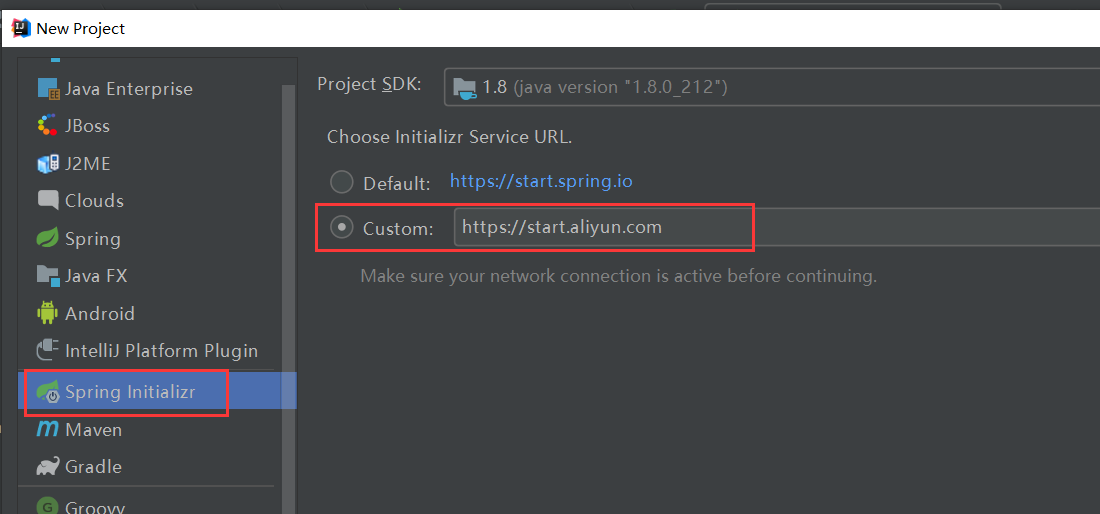 New Project
Java Enterprise
JBoss
J2ME
Clouds
Spring
Java FX
Android
IntelliJ Platform Plugin
Spring Initializr
Maven
Gradle
Groovy
Project SDK: 1.8 (java version "1.8.0_212")
Choose Initializr Service URL.
Default: https://start.spring.io
Custom: https://start.aliyun.com
Make sure your network connection is active before continuing.